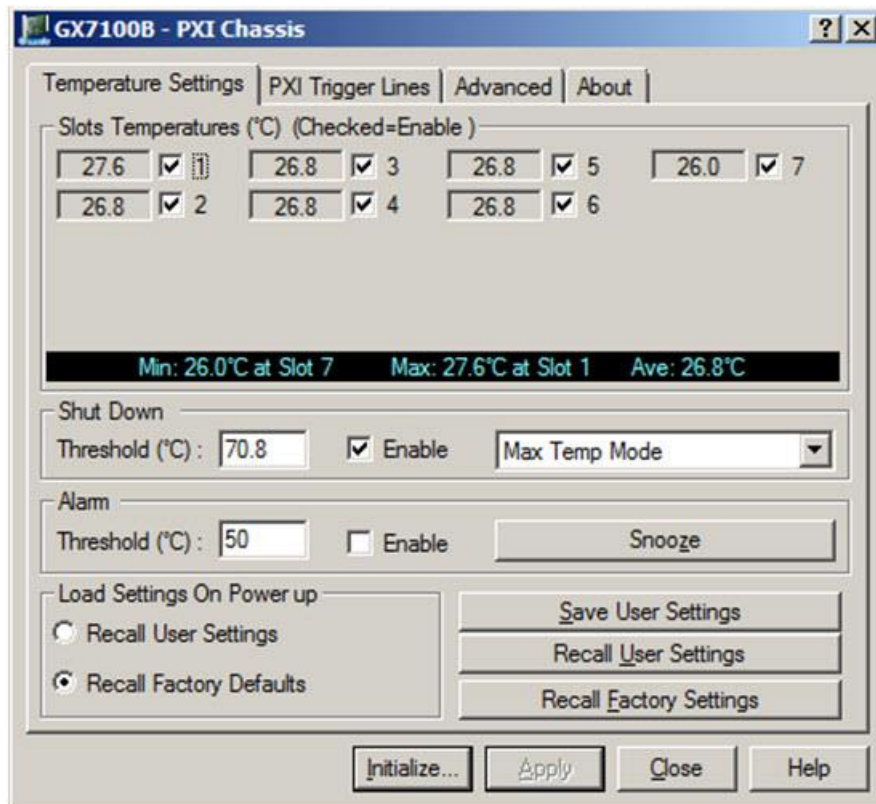 GX7100B - PXI Chassis
Temperature Settings PXI Trigger Lines Advanced About
Slots Temperatures (°C) (Checked=Enable )
27.6 1 26.8 3 26.8 5 26.0 7
26.8 2 26.8 4 26.8 6
Min: 26.0°C at Slot 7 Max: 27.6°C at Slot 1 Ave: 26.8°C
Shut Down
Threshold (°C) : 70.8 Enable Max Temp Mode
Alarm
Threshold (°C) : 50 Enable Snooze
Load Settings On Power up
Recall User Settings
Recall Factory Defaults
Save User Settings
Recall User Settings
Recall Factory Settings
Initialize... Apply Close Help